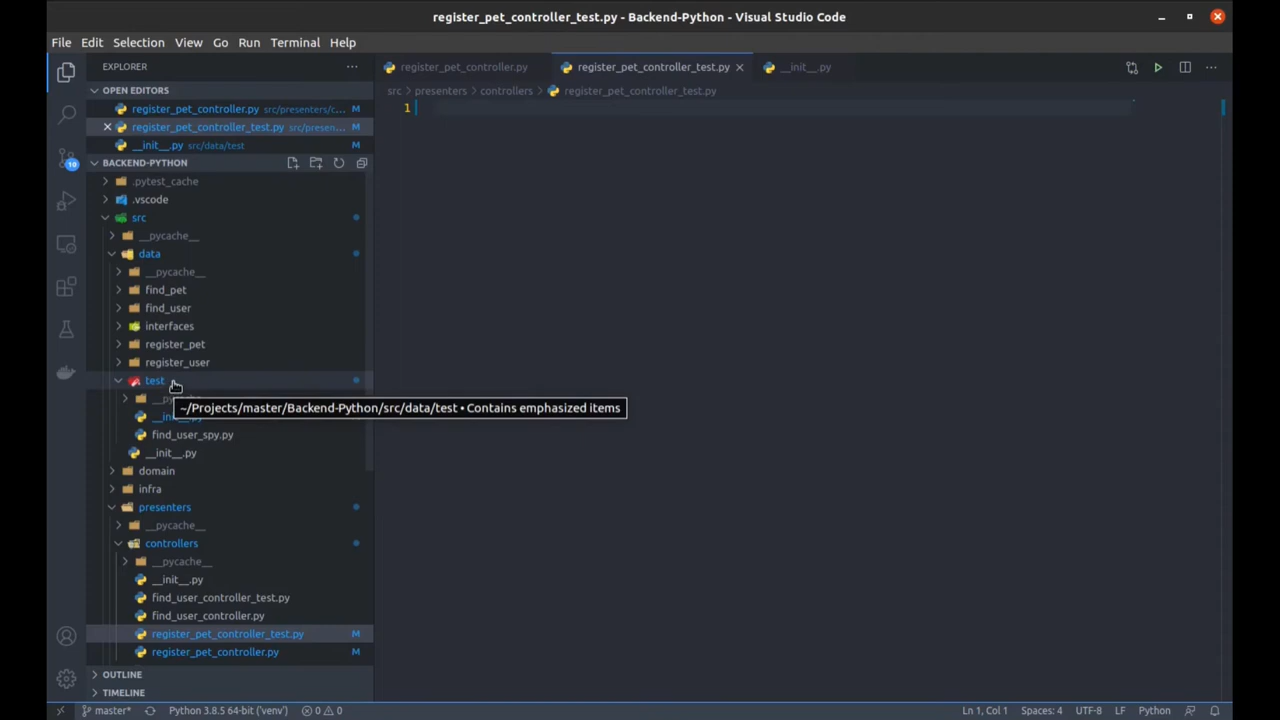 register_pet_controller_test.py - Backend-Python - Visual Studio Code
File Edit Selection View Go Run Terminal Help
EXPLORER
register_pet_controller.py
register_pet_controller_test.py
__init__.py
OPEN EDITORS
src › presenters › controllers › register_pet_controller_test.py
register_pet_controller.py src/presenters/c... M
1
register_pet_controller_test.py src/presen... M
__init__.py src/data/test M
BACKEND-PYTHON
10
.pytest_cache
.vscode
src
__pycache__
data
__pycache__
find_pet
find_user
interfaces
register_pet
register_user
test
~/Projects/master/Backend-Python/src/data/test • Contains emphasized items
find_user_spy.py
__init__.py
domain
infra
presenters
__pycache__
controllers
__pycache__
__init__.py
find_user_controller_test.py
find_user_controller.py
register_pet_controller_test.py M
register_pet_controller.py M
OUTLINE
TIMELINE
master* Python 3.8.5 64-bit ('venv') 0 0 Ln 1, Col 1 Spaces: 4 UTF-8 LF Python